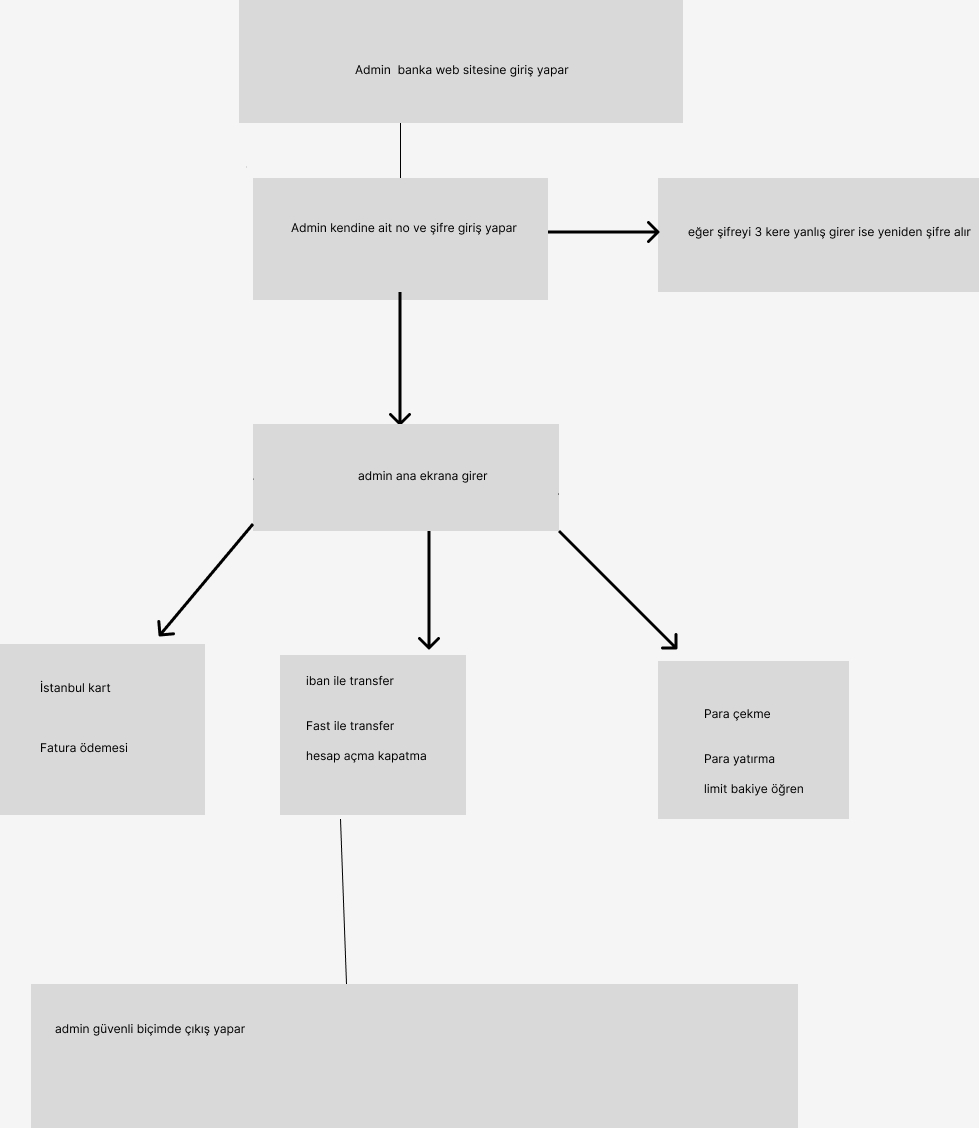 Admin  banka web sitesine giriş yapar
Admin kendine ait no ve şifre giriş yapar
eğer şifreyi 3 kere yanlış girer ise yeniden şifre alır
admin ana ekrana girer
İstanbul kart
Fatura ödemesi
iban ile transfer
Fast ile transfer
hesap açma kapatma
Para çekme
Para yatırma
limit bakiye öğren
admin güvenli biçimde çıkış yapar